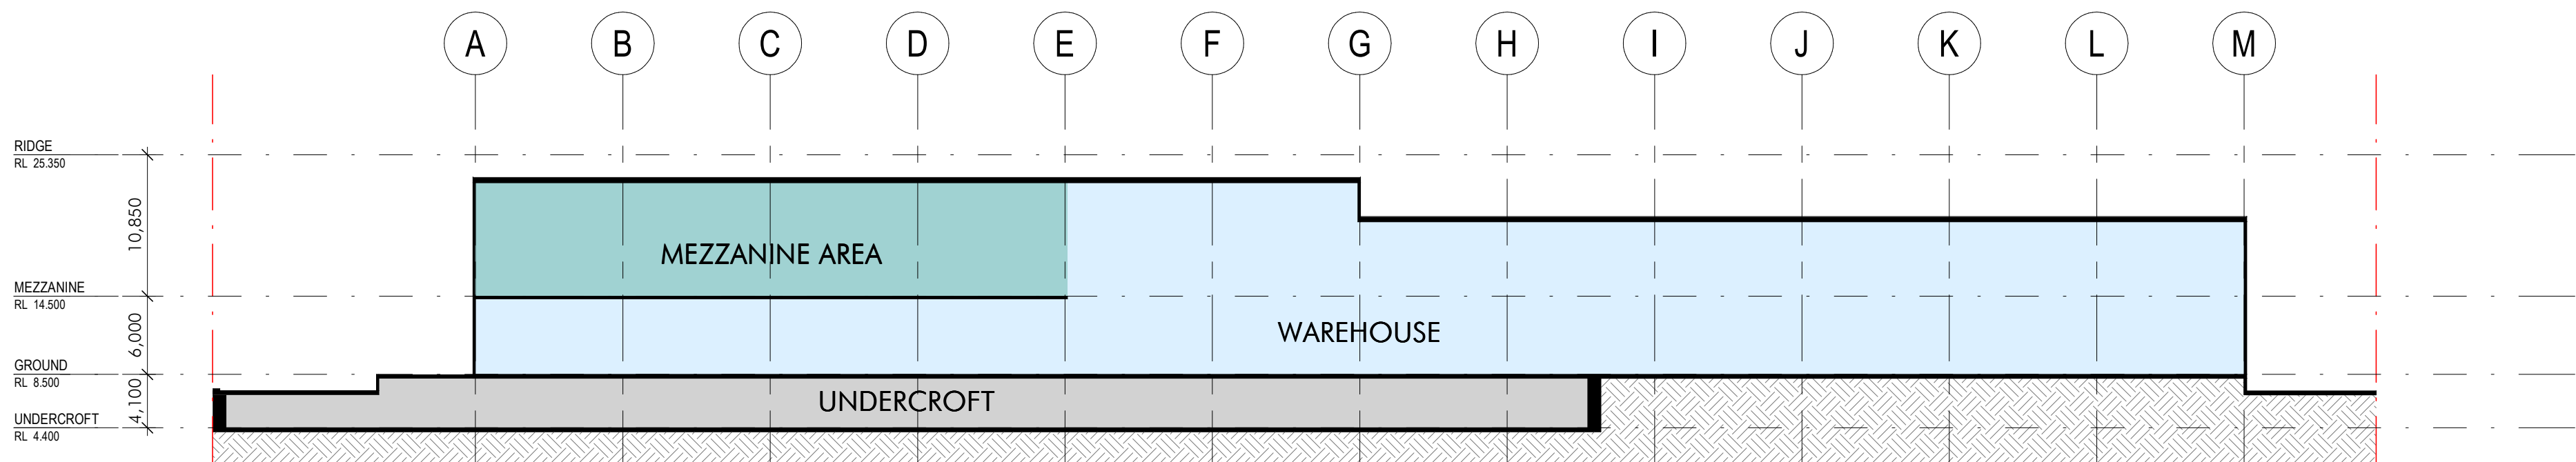 A B C D E F G H I J K L M
RIDGE
RL 25.350
10,850
MEZZANINE AREA
MEZZANINE
RL 14.500
6,000
WAREHOUSE
GROUND
RL 8.500
4,100
UNDERCROFT
UNDERCROFT
RL 4.400